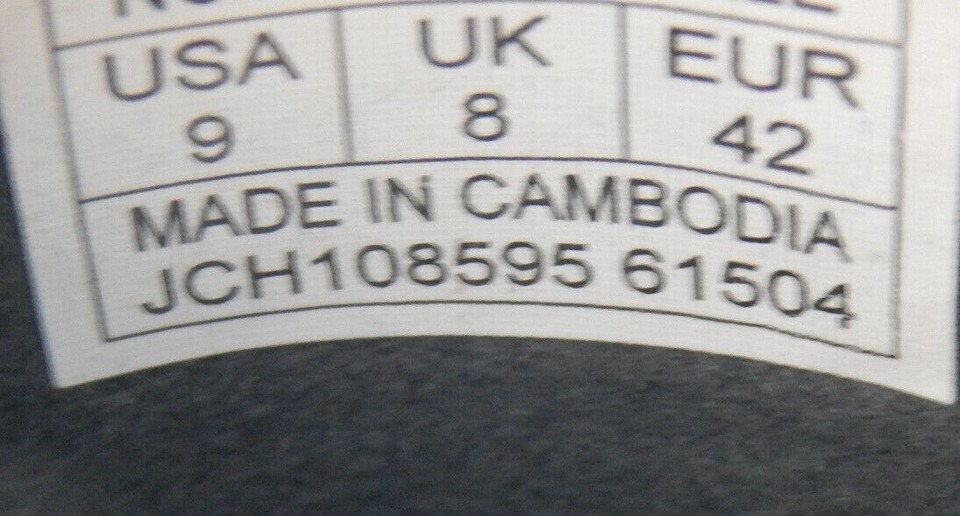 USA UK EUR
9 8 42
MADE IN CAMBODIA
JCH108595 61504